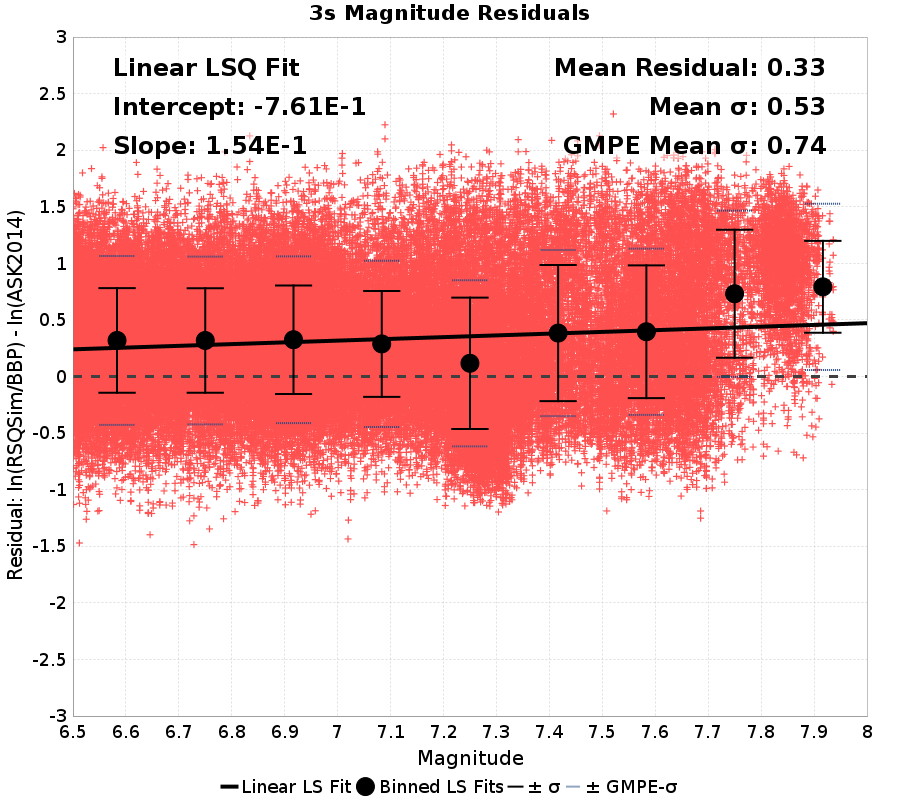 3s Magnitude Residuals
Linear LSQ Fit
Intercept: -7.61E-1
Slope: 1.54E-1
Mean Residual: 0.33
Mean σ: 0.53
GMPE Mean σ: 0.74
Residual: ln(RSQSim/BBP) - ln(ASK2014)
3
2.5
2
1.5
1
0.5
0
-0.5
-1
-1.5
-2
-2.5
-3
6.5 6.6 6.7 6.8 6.9 7 7.1 7.2 7.3 7.4 7.5 7.6 7.7 7.8 7.9 8
Magnitude
Linear LS Fit Binned LS Fits ± σ ± GMPE-σ